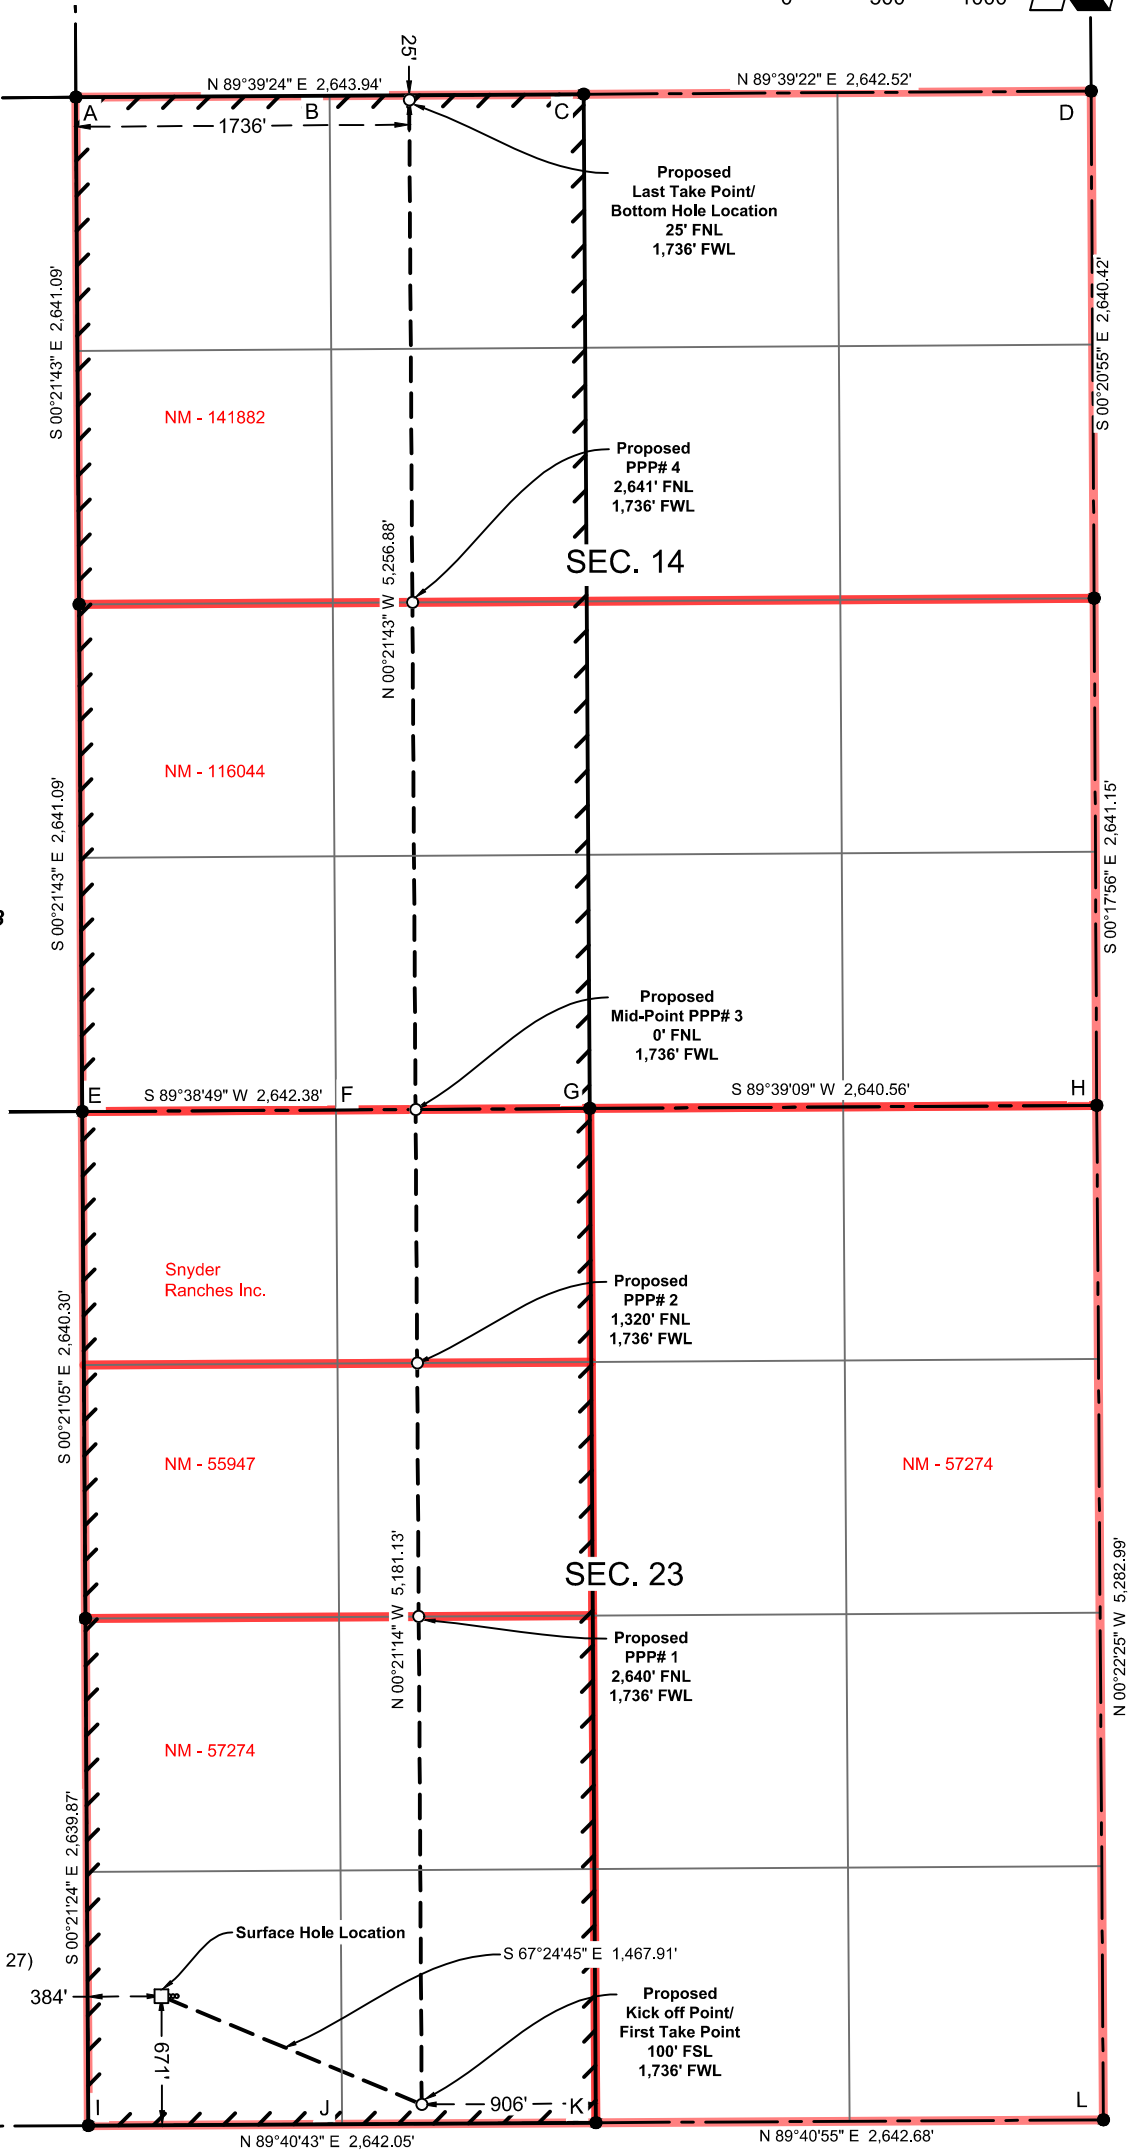 25'
N 89°39'24" E 2,643.94'
N 89°39'22" E 2,642.52'
A
B
C
D
1736'
Proposed
Last Take Point/
Bottom Hole Location
25' FNL
1,736' FWL
S 00°21'43" E 2,641.09'
S 00°20'55" E 2,640.42'
NM - 141882
Proposed
PPP# 4
2,641' FNL
1,736' FWL
N 00°21'43" W 5,256.88'
SEC. 14
NM - 116044
S 00°21'43" E 2,641.09'
S 00°17'56" E 2,641.15'
Proposed
Mid-Point PPP# 3
0' FNL
1,736' FWL
E
S 89°38'49" W 2,642.38'
F
G
S 89°39'09" W 2,640.56'
H
Snyder
Ranches Inc.
Proposed
PPP# 2
1,320' FNL
1,736' FWL
S 00°21'05" E 2,640.30'
NM - 55947
NM - 57274
N 00°21'14" W 5,181.13'
SEC. 23
N 00°22'25" W 5,282.99'
Proposed
PPP# 1
2,640' FNL
1,736' FWL
NM - 57274
S 00°21'24" E 2,639.87'
Surface Hole Location
S 67°24'45" E 1,467.91'
27)
384'
Proposed
Kick off Point/
First Take Point
100' FSL
1,736' FWL
671'
906'
I
J
K
L
N 89°40'43" E 2,642.05'
N 89°40'55" E 2,642.68'